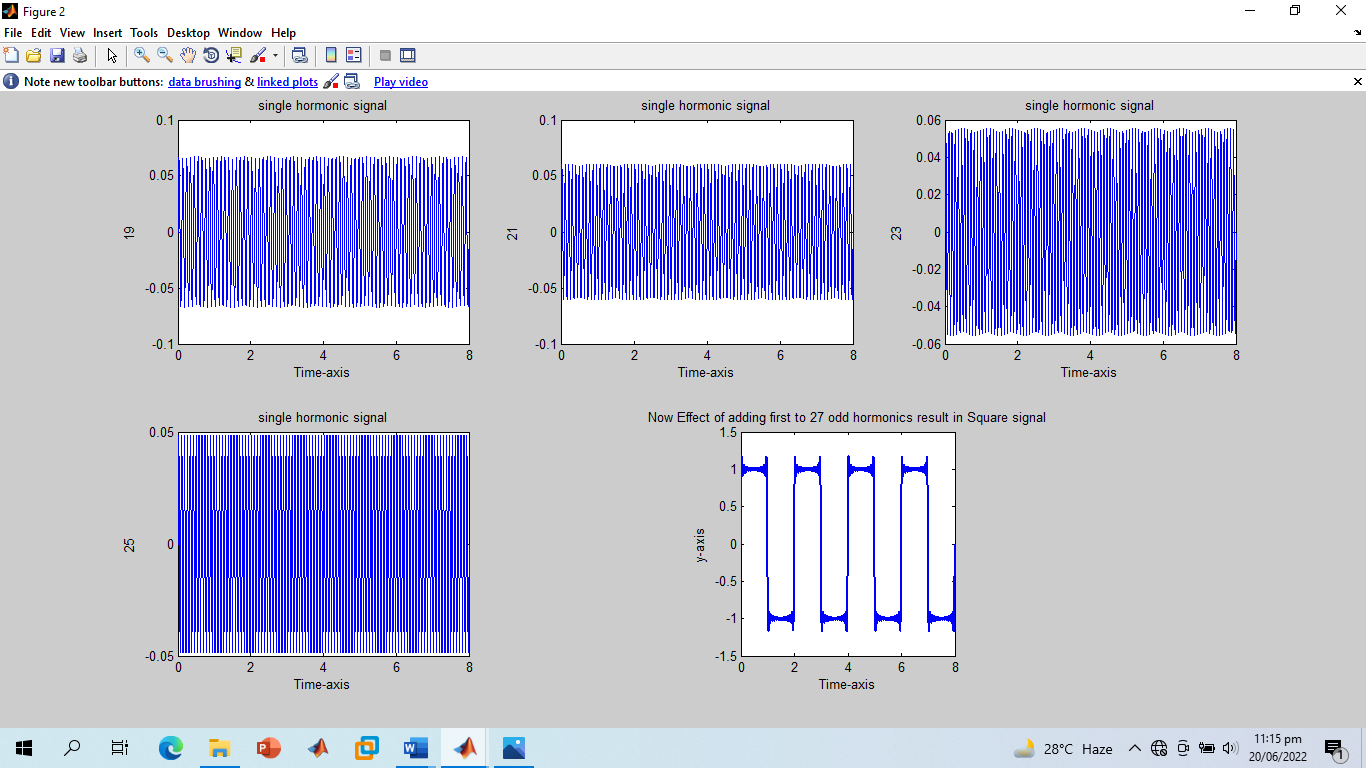 Figure 2
File Edit View Insert Tools Desktop Window Help
Note new toolbar buttons: data brushing & linked plots Play video
single hormonic signal
0.1
0.05
0
-0.05
-0.1
19
0 2 4 6 8
Time-axis
single hormonic signal
0.1
0.05
0
-0.05
-0.1
21
0 2 4 6 8
Time-axis
single hormonic signal
0.06
0.04
0.02
0
-0.02
-0.04
-0.06
23
0 2 4 6 8
Time-axis
single hormonic signal
0.05
0
-0.05
25
0 2 4 6 8
Time-axis
Now Effect of adding first to 27 odd hormonics result in Square signal
1.5
1
0.5
0
-0.5
-1
-1.5
y-axis
0 2 4 6 8
Time-axis
28°C Haze
11:15 pm
20/06/2022
1